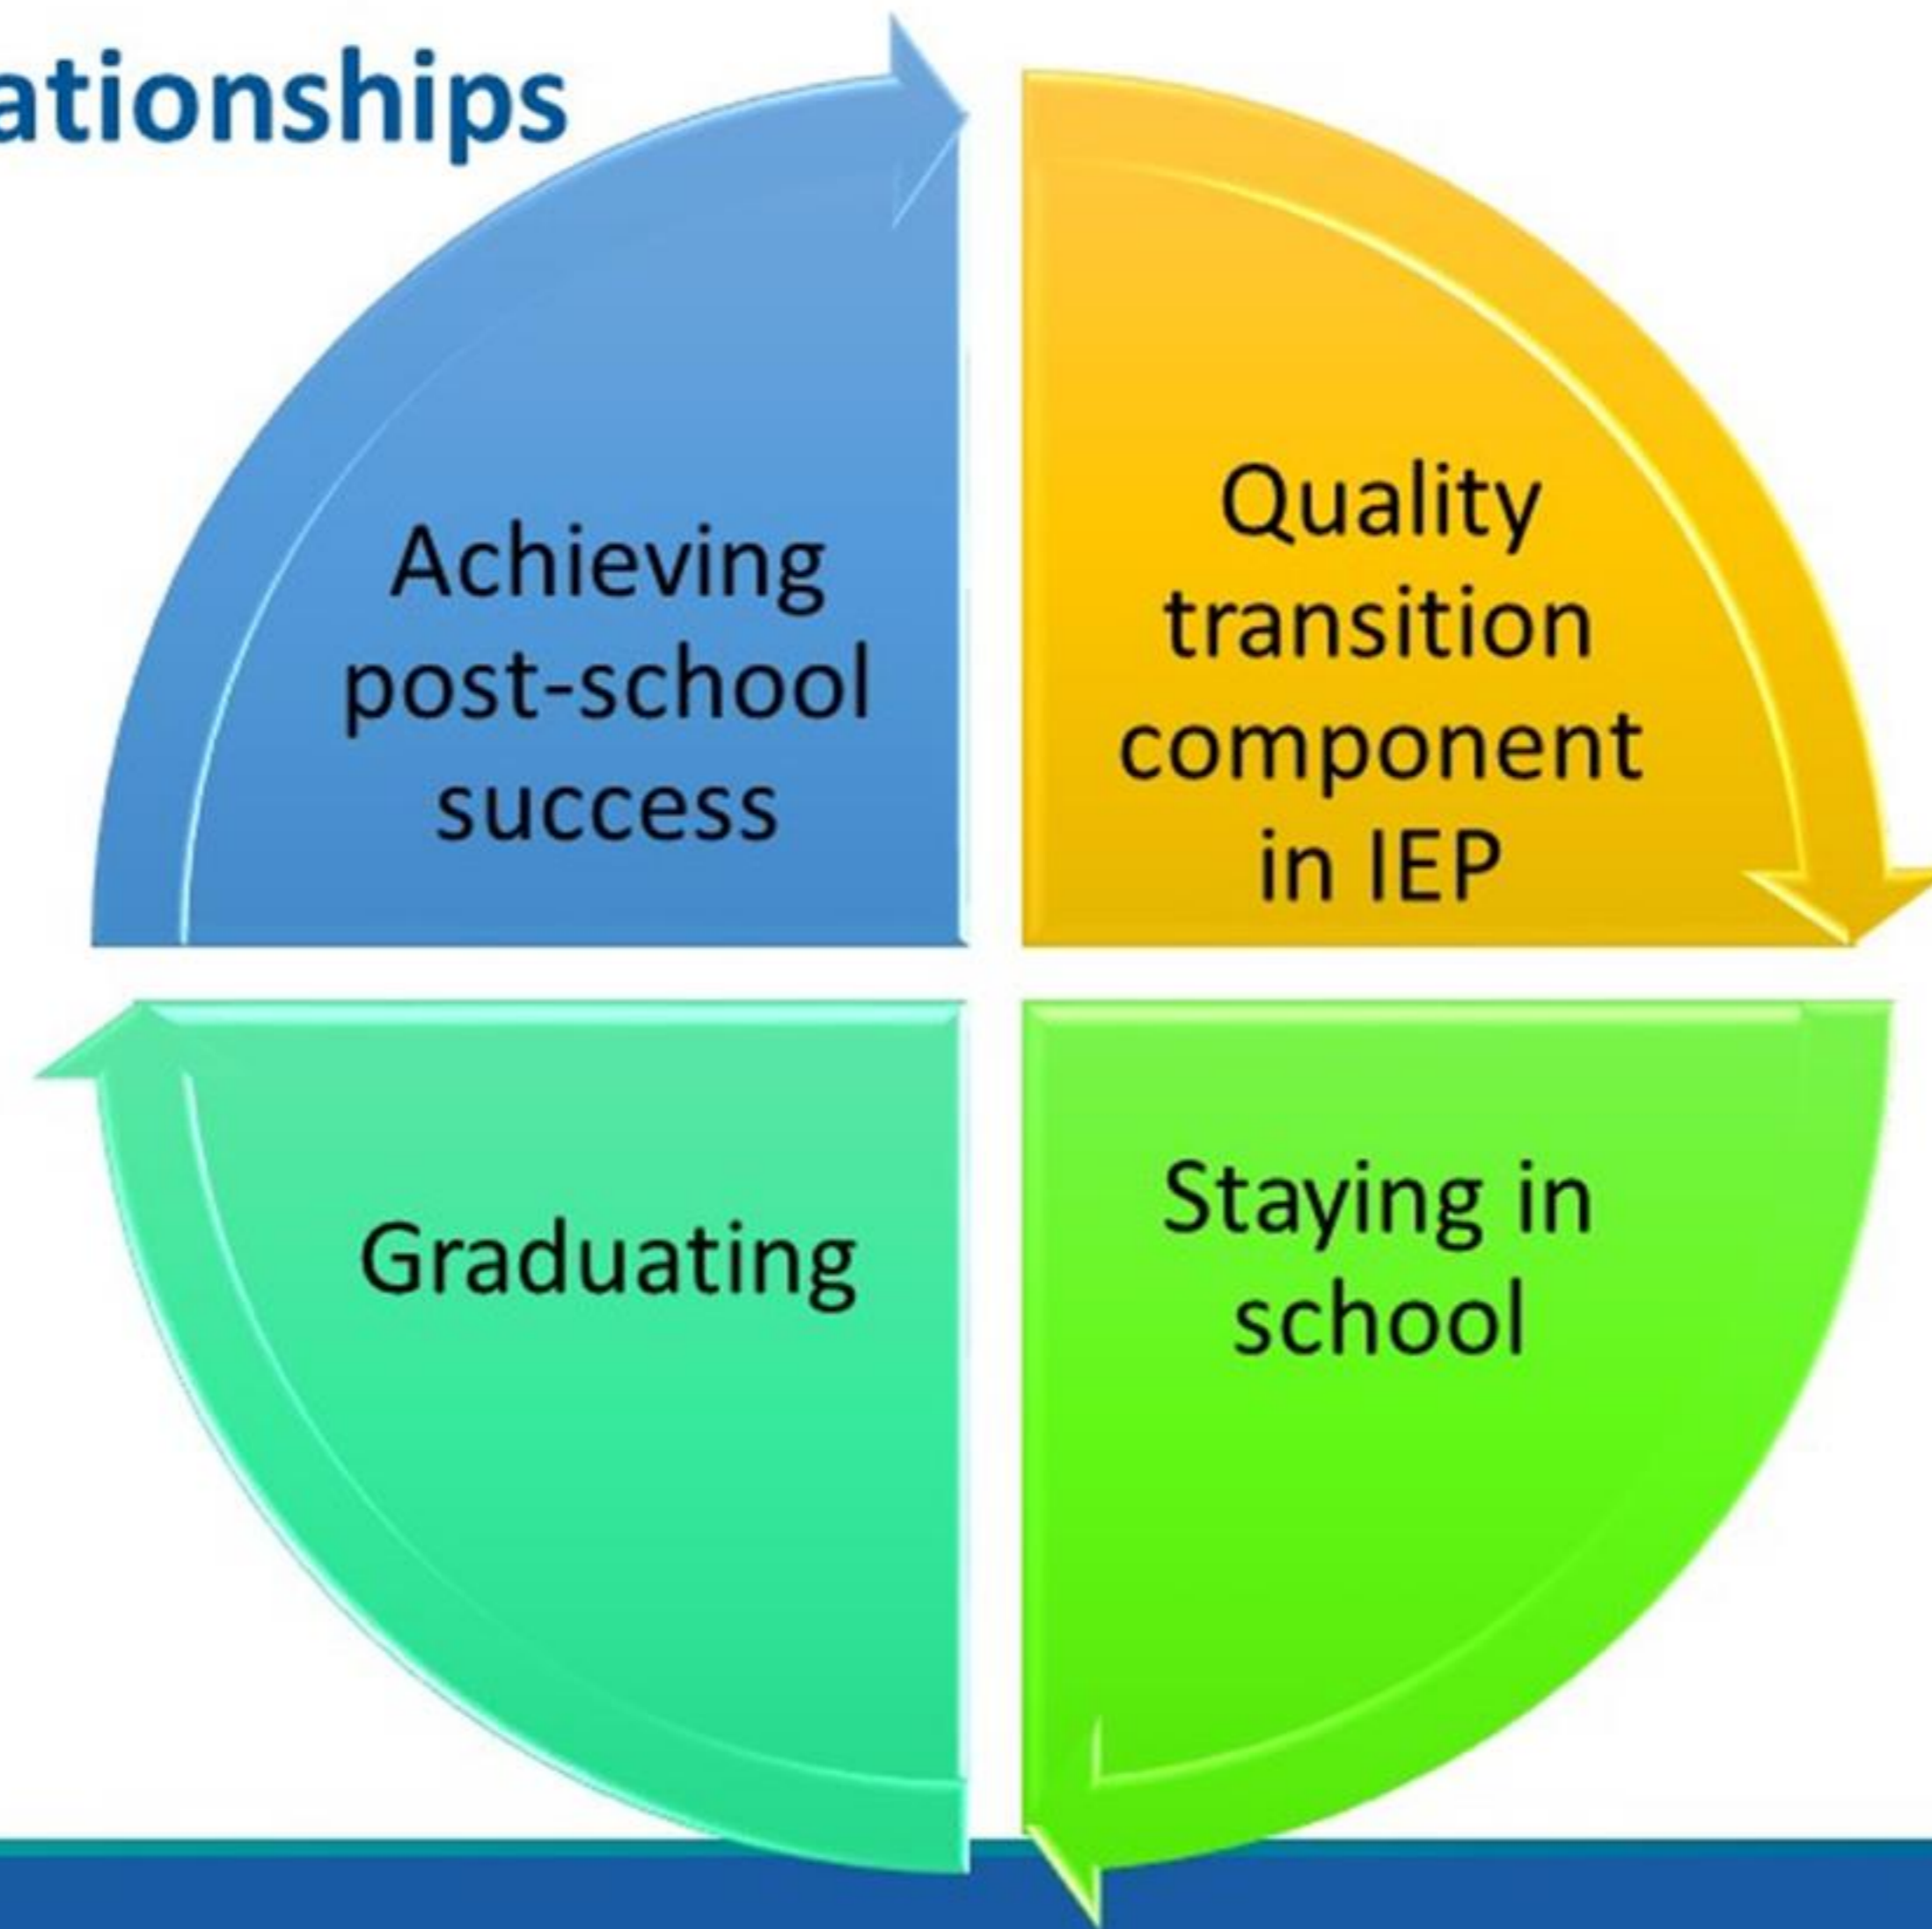 ationships
Achieving
post-school
success
Quality
transition
component
in IEP
Graduating
Staying in
school